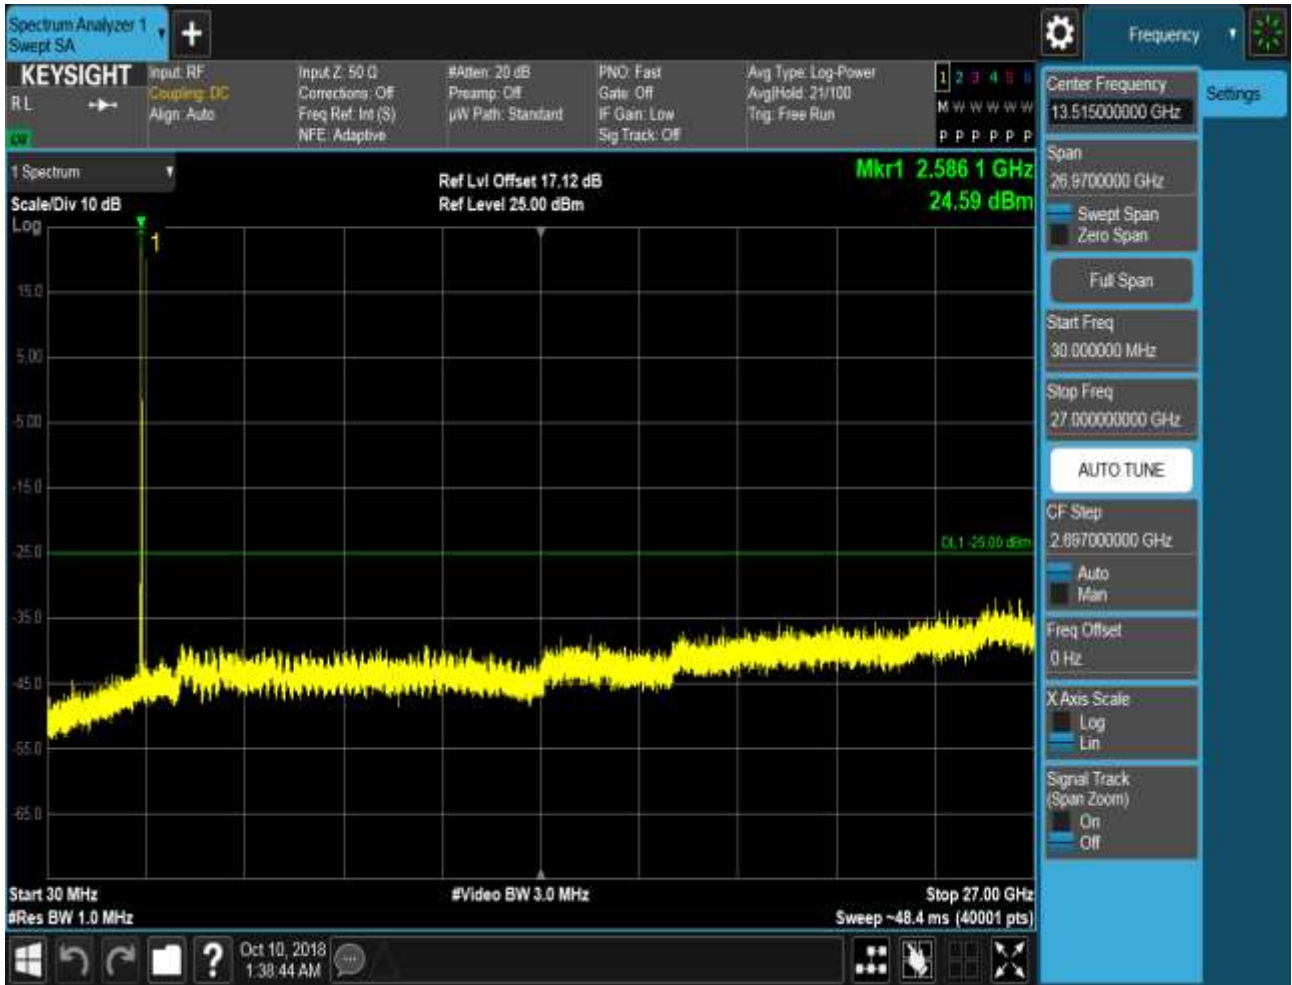 Spectrum Analyzer 1
Swept SA
+
Frequency
KEYSIGHT
RL
LW
Input: RF
Coupling: DC
Align: Auto
Input Z: 50 Ω
Corrections: Off
Freq Ref: Int (S)
NFE: Adaptive
#Atten: 20 dB
Preamp: Off
µW Path: Standard
PNO: Fast
Gate: Off
IF Gain: Low
Sig Track: Off
Avg Type: Log-Power
Avg|Hold: 21/100
Trig: Free Run
1 2 3 4 5 6
M W W W W W
P P P P P P
1 Spectrum
Scale/Div 10 dB
Log
Ref Lvl Offset 17.12 dB
Ref Level 25.00 dBm
Mkr1 2.586 1 GHz
24.59 dBm
1
15.0
5.00
-5.00
-15.0
-25.0
-35.0
-45.0
-55.0
-65.0
DL1 -25.00 dBm
Start 30 MHz
#Res BW 1.0 MHz
#Video BW 3.0 MHz
Stop 27.00 GHz
Sweep ~48.4 ms (40001 pts)
Center Frequency
13.515000000 GHz
Settings
Span
26.9700000 GHz
Swept Span
Zero Span
Full Span
Start Freq
30.000000 MHz
Stop Freq
27.000000000 GHz
AUTO TUNE
CF Step
2.697000000 GHz
Auto
Man
Freq Offset
0 Hz
X Axis Scale
Log
Lin
Signal Track
(Span Zoom)
On
Off
?
Oct 10, 2018
1:38:44 AM